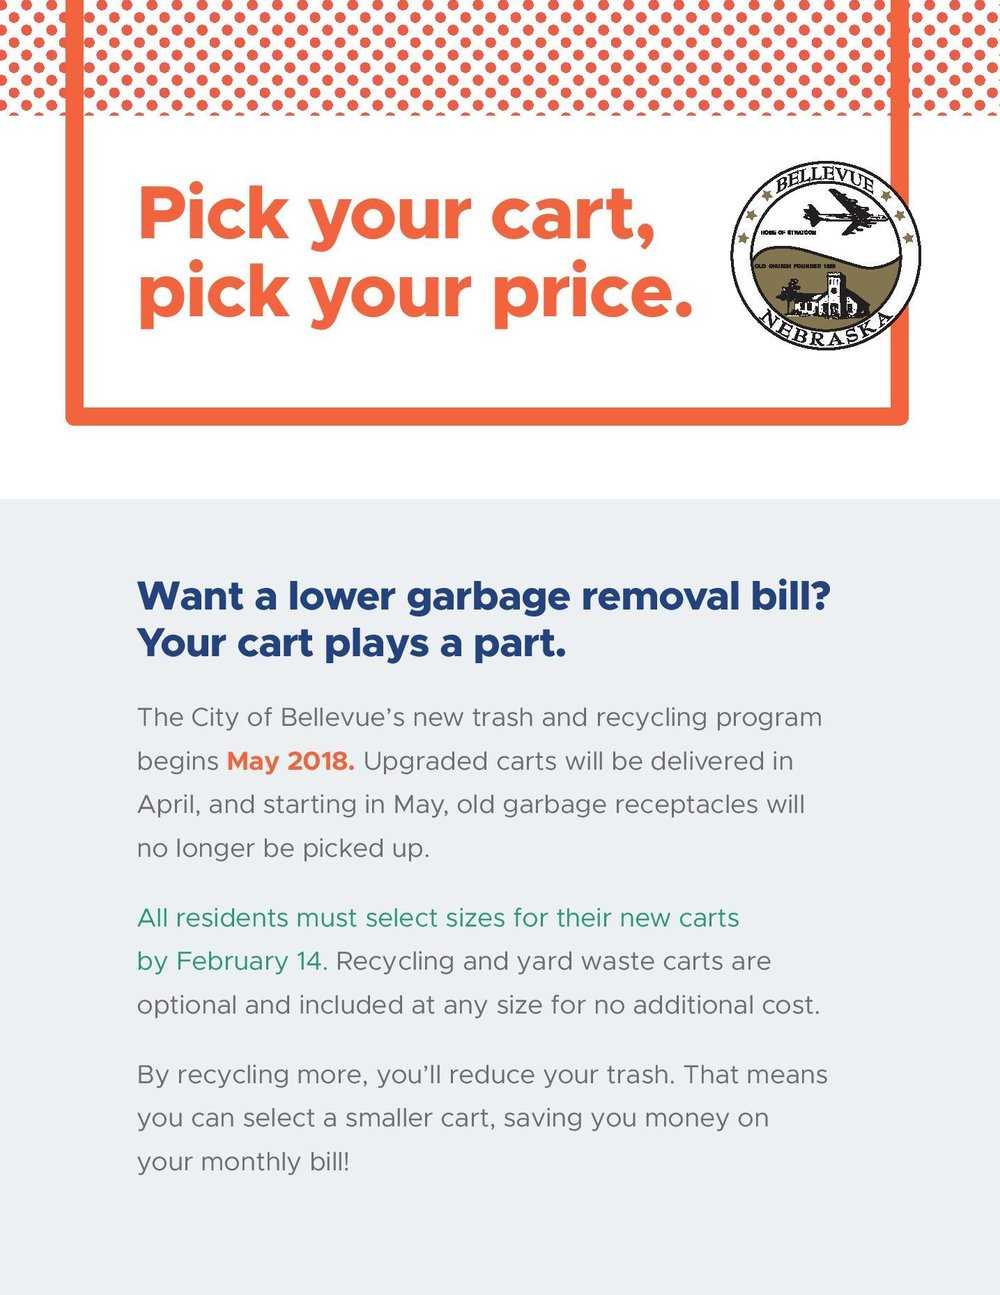 Pick your cart,
pick your price.
BELLEVUE
HOME OF STRATCOM
OLD CHURCH FOUNDED 1856
NEBRASKA
Want a lower garbage removal bill?
Your cart plays a part.
The City of Bellevue’s new trash and recycling program
begins May 2018. Upgraded carts will be delivered in
April, and starting in May, old garbage receptacles will
no longer be picked up.
All residents must select sizes for their new carts
by February 14. Recycling and yard waste carts are
optional and included at any size for no additional cost.
By recycling more, you’ll reduce your trash. That means
you can select a smaller cart, saving you money on
your monthly bill!